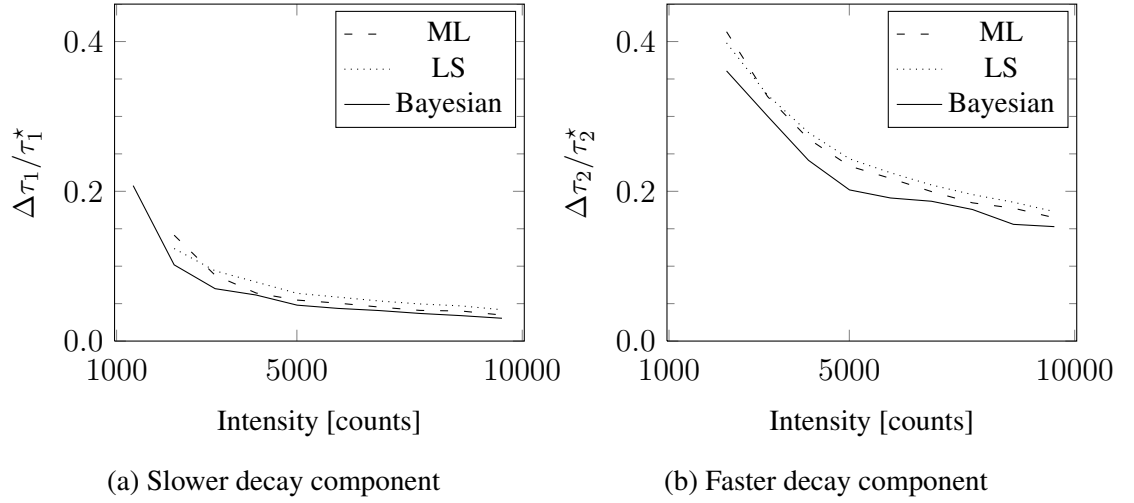 0.4
0.2
0.0
1000 5000 10000
Δτ₁/τ₁⋆
Intensity [counts]
ML
LS
Bayesian
(a) Slower decay component
0.4
0.2
0.0
1000 5000 10000
Δτ₂/τ₂⋆
Intensity [counts]
ML
LS
Bayesian
(b) Faster decay component